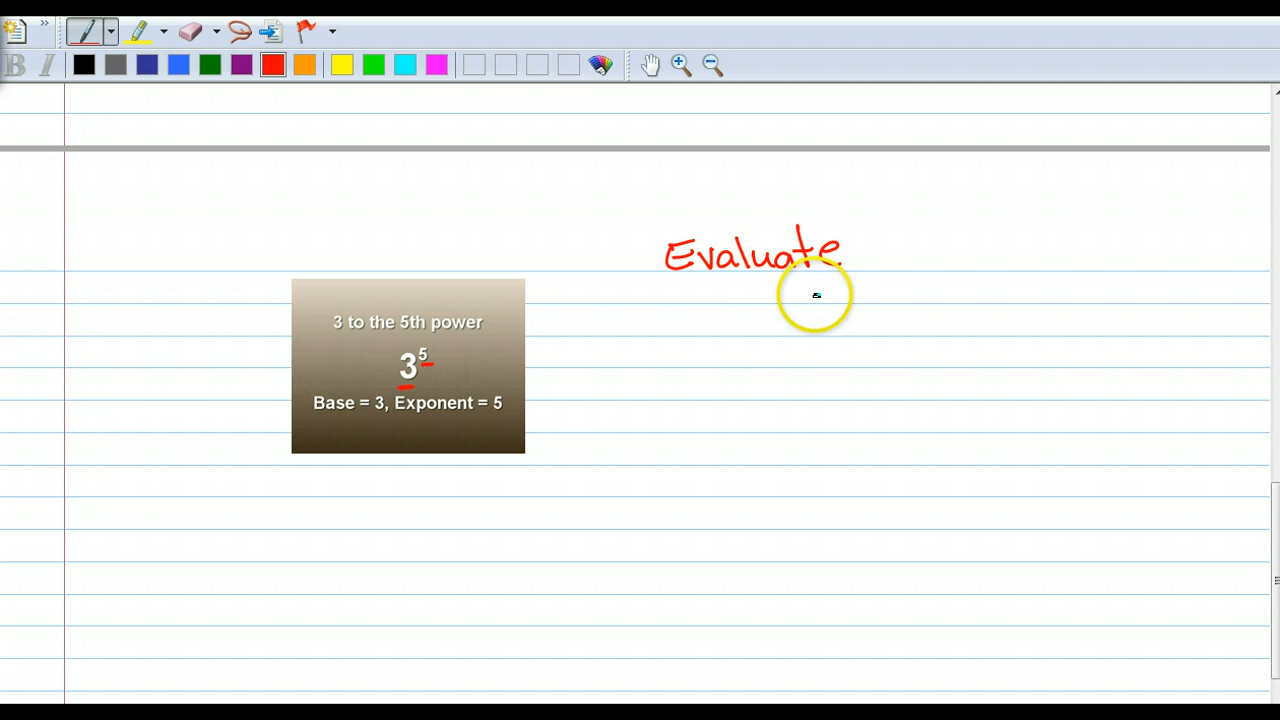 B I
Evaluate
3 to the 5th power
3⁵
Base = 3, Exponent = 5